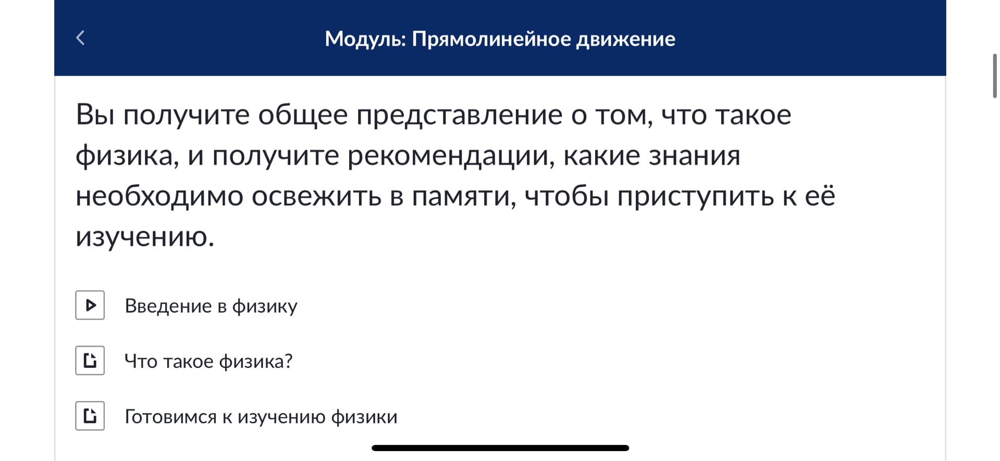 Модуль: Прямолинейное движение
Вы получите общее представление о том, что такое
физика, и получите рекомендации, какие знания
необходимо освежить в памяти, чтобы приступить к её
изучению.
Введение в физику
Что такое физика?
Готовимся к изучению физики